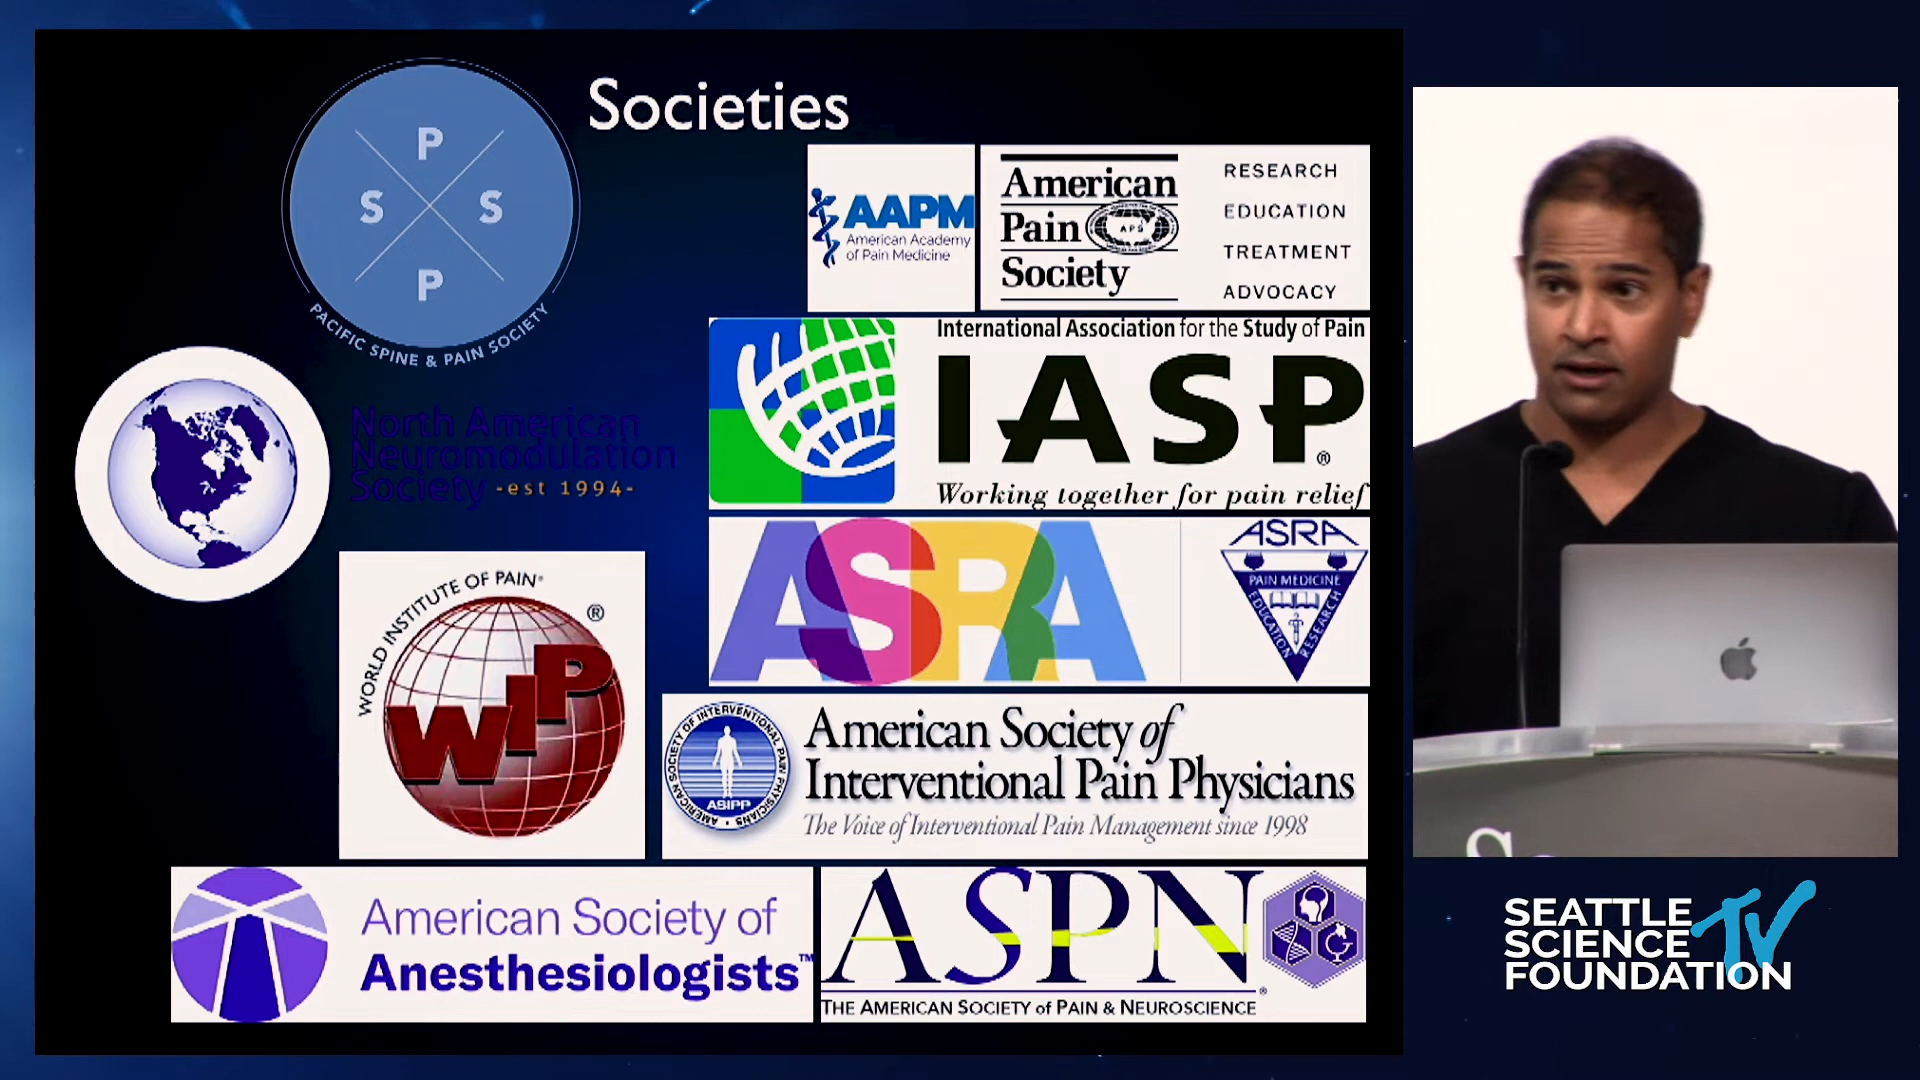 Societies
P
S S
P
PACIFIC SPINE & PAIN SOCIETY
AAPM
American Academy
of Pain Medicine
American
Pain
Society
APS
RESEARCH
EDUCATION
TREATMENT
ADVOCACY
International Association for the Study of Pain
IASP®
Working together for pain relief
North American
Neuromodulation
Society -est 1994-
ASRA
ASRA
PAIN MEDICINE
EDUCATION
RESEARCH
WORLD INSTITUTE OF PAIN®
WIP®
AMERICAN SOCIETY OF INTERVENTIONAL PAIN PHYSICIANS
ASIPP
American Society of
Interventional Pain Physicians
The Voice of Interventional Pain Management since 1998
American Society of
Anesthesiologists™
ASPN®
THE AMERICAN SOCIETY of PAIN & NEUROSCIENCE
SEATTLE
SCIENCE
FOUNDATION
TV